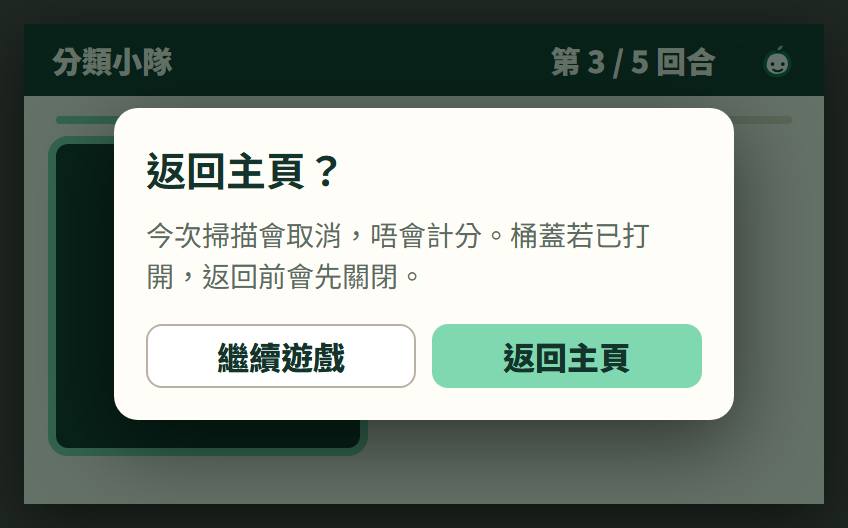 分類小隊
第 3 / 5 回合
返回主頁？
今次掃描會取消，唔會計分。桶蓋若已打
開，返回前會先關閉。
繼續遊戲
返回主頁